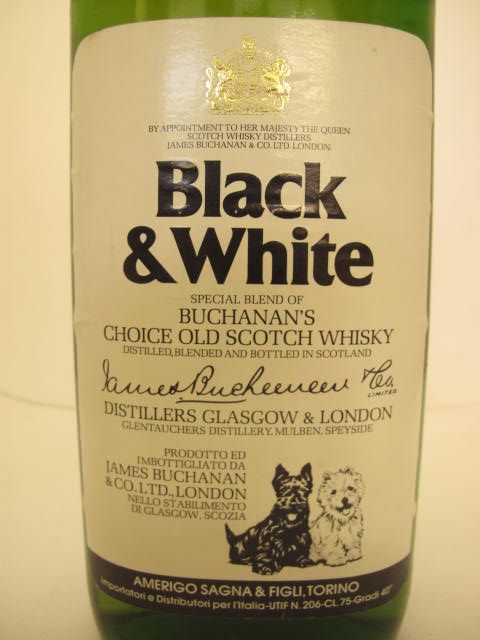 BY APPOINTMENT TO HER MAJESTY THE QUEEN
SCOTCH WHISKY DISTILLERS
JAMES BUCHANAN & CO. LTD. LONDON.
Black
& White
SPECIAL BLEND OF
BUCHANAN'S
CHOICE OLD SCOTCH WHISKY
DISTILLED, BLENDED AND BOTTLED IN SCOTLAND
James Buchanan & Co.
LIMITED
DISTILLERS GLASGOW & LONDON
GLENTAUCHERS DISTILLERY, MULBEN, SPEYSIDE
PRODOTTO ED
IMBOTTIGLIATO DA
JAMES BUCHANAN
& CO. LTD., LONDON
NELLO STABILIMENTO
DI GLASGOW, SCOZIA
AMERIGO SAGNA & FIGLI, TORINO
Importatori e Distributori per l'Italia-UTIF N. 206-CL.75-Gradi 40°